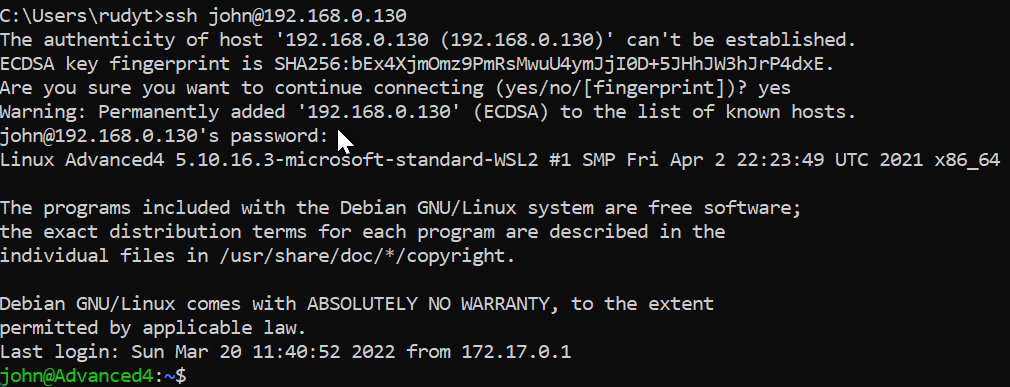 C:\Users\rudyt>ssh john@192.168.0.130
The authenticity of host '192.168.0.130 (192.168.0.130)' can't be established.
ECDSA key fingerprint is SHA256:bEx4XjmOmz9PmRsMwuU4ymJjI0D+5JHhJW3hJrP4dxE.
Are you sure you want to continue connecting (yes/no/[fingerprint])? yes
Warning: Permanently added '192.168.0.130' (ECDSA) to the list of known hosts.
john@192.168.0.130's password:
Linux Advanced4 5.10.16.3-microsoft-standard-WSL2 #1 SMP Fri Apr 2 22:23:49 UTC 2021 x86_64
The programs included with the Debian GNU/Linux system are free software;
the exact distribution terms for each program are described in the
individual files in /usr/share/doc/*/copyright.
Debian GNU/Linux comes with ABSOLUTELY NO WARRANTY, to the extent
permitted by applicable law.
Last login: Sun Mar 20 11:40:52 2022 from 172.17.0.1
john@Advanced4:~$